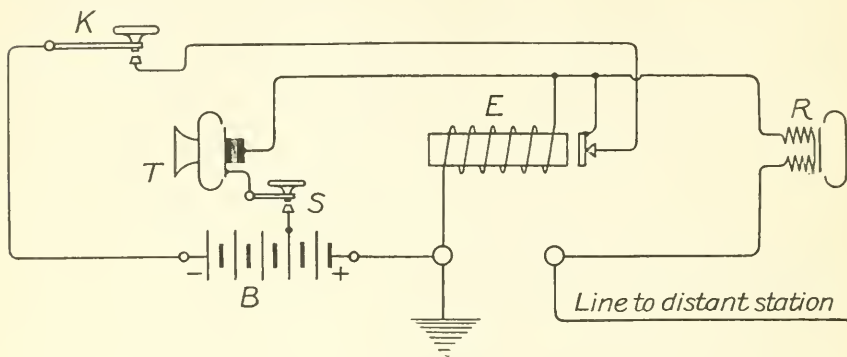 K
E
R
T
S
− +
B
Line to distant station